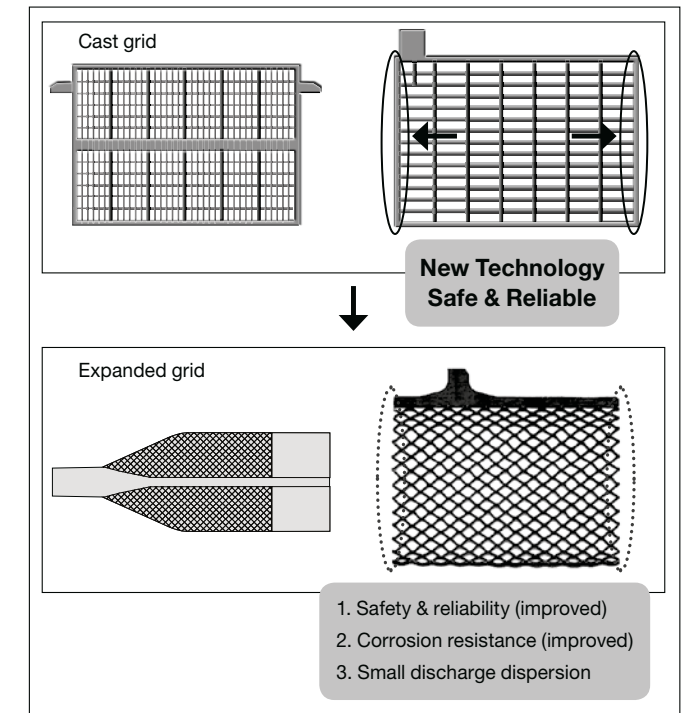 Cast grid
New Technology
Safe & Reliable
Expanded grid
1. Safety & reliability (improved)
2. Corrosion resistance (improved)
3. Small discharge dispersion